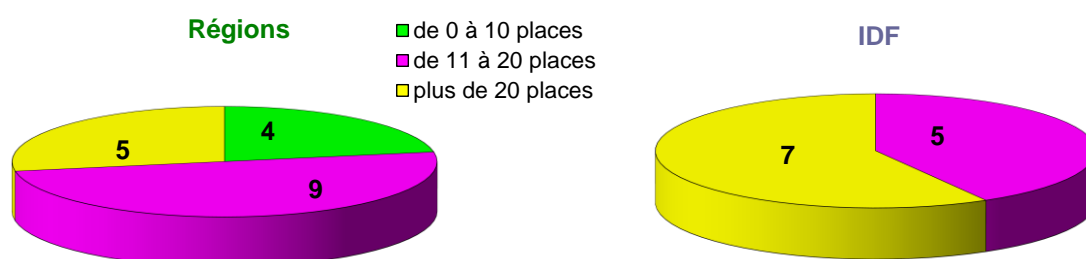 Régions
de 0 à 10 places
de 11 à 20 places
plus de 20 places
IDF
5
4
9
7
5